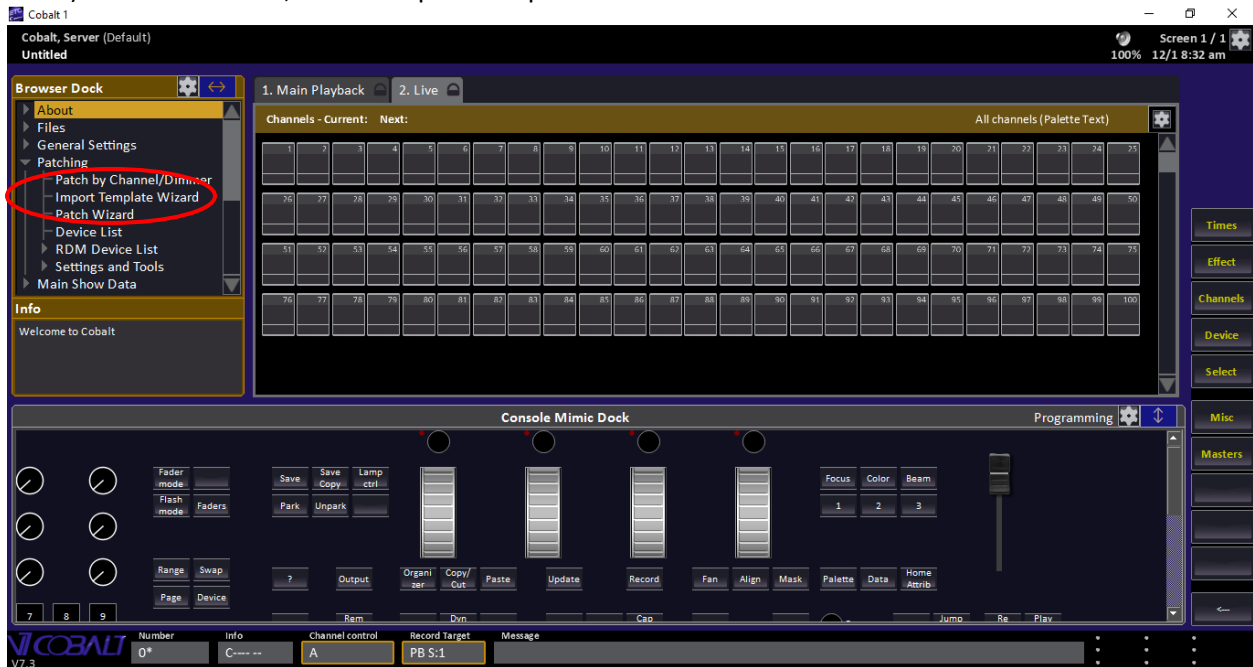 Cobalt 1
Cobalt, Server (Default)
Untitled
100%
Screen 1 / 1
12/1 8:32 am
Browser Dock
About
Files
General Settings
Patching
Patch by Channel/Dimmer
Import Template Wizard
Patch Wizard
Device List
RDM Device List
Settings and Tools
Main Show Data
Info
Welcome to Cobalt
1. Main Playback
2. Live
Channels - Current: Next:
All channels (Palette Text)
1 2 3 4 5 6 7 8 9 10 11 12 13 14 15 16 17 18 19 20 21 22 23 24 25
26 27 28 29 30 31 32 33 34 35 36 37 38 39 40 41 42 43 44 45 46 47 48 49 50
51 52 53 54 55 56 57 58 59 60 61 62 63 64 65 66 67 68 69 70 71 72 73 74 75
76 77 78 79 80 81 82 83 84 85 86 87 88 89 90 91 92 93 94 95 96 97 98 99 100
Times
Effect
Channels
Device
Select
Misc
Masters
Console Mimic Dock
Programming
Fader mode
Flash mode
Faders
Save
Save Copy
Lamp ctrl
Park
Unpark
Focus
Color
Beam
1
2
3
Range
Swap
Page
Device
?
Output
Organi zer
Copy/ Cut
Paste
Update
Record
Fan
Align
Mask
Palette
Data
Home Attrib
7
8
9
Rem
Dyn
Cap
Jump
Re
Play
COBALT
V7.3
Number
0*
Info
C---- --
Channel control
A
Record Target
PB S:1
Message